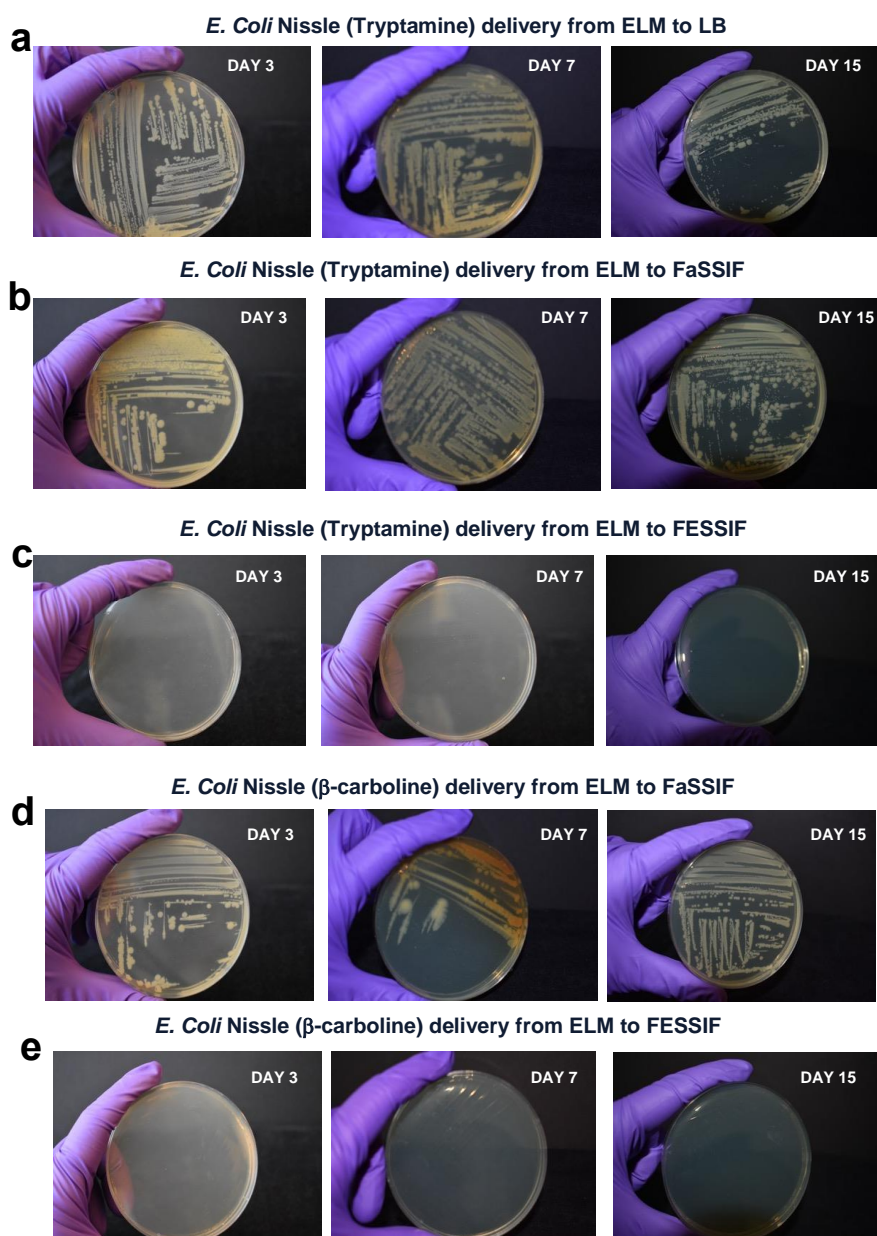 a
E. Coli Nissle (Tryptamine) delivery from ELM to LB
DAY 3
DAY 7
DAY 15
b
E. Coli Nissle (Tryptamine) delivery from ELM to FaSSIF
DAY 3
DAY 7
DAY 15
c
E. Coli Nissle (Tryptamine) delivery from ELM to FESSIF
DAY 3
DAY 7
DAY 15
d
E. Coli Nissle (β-carboline) delivery from ELM to FaSSIF
DAY 3
DAY 7
DAY 15
e
E. Coli Nissle (β-carboline) delivery from ELM to FESSIF
DAY 3
DAY 7
DAY 15